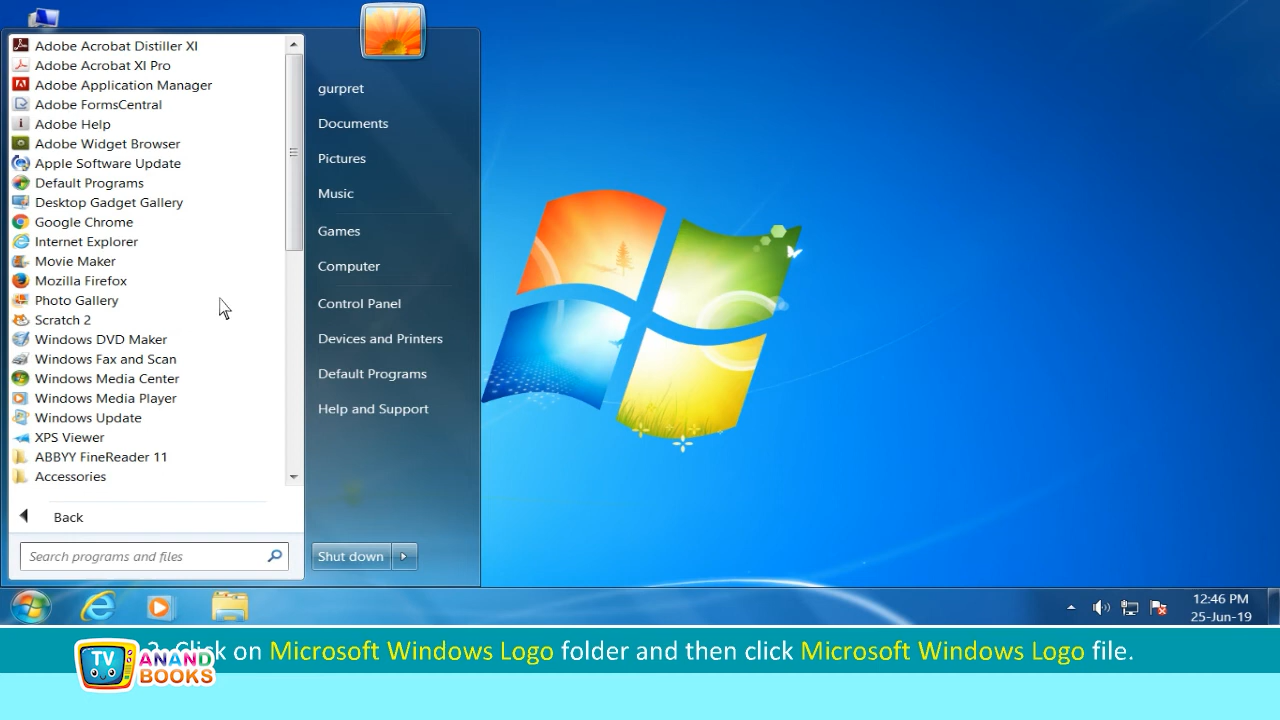 Adobe Acrobat Distiller XI
Adobe Acrobat XI Pro
Adobe Application Manager
Adobe FormsCentral
Adobe Help
Adobe Widget Browser
Apple Software Update
Default Programs
Desktop Gadget Gallery
Google Chrome
Internet Explorer
Movie Maker
Mozilla Firefox
Photo Gallery
Scratch 2
Windows DVD Maker
Windows Fax and Scan
Windows Media Center
Windows Media Player
Windows Update
XPS Viewer
ABBYY FineReader 11
Accessories
Back
Search programs and files
gurpret
Documents
Pictures
Music
Games
Computer
Control Panel
Devices and Printers
Default Programs
Help and Support
Shut down
12:46 PM
25-Jun-19
on Microsoft Windows Logo folder and then click Microsoft Windows Logo file.
TV
ANAND
BOOKS